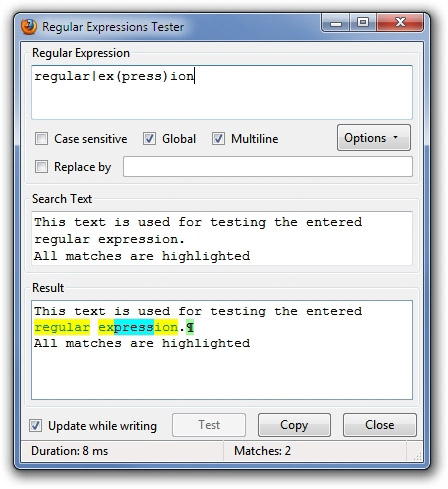 Regular Expressions Tester
Regular Expression
regular|ex(press)ion
Case sensitive Global Multiline Options
Replace by
Search Text
This text is used for testing the entered
regular expression.
All matches are highlighted
Result
This text is used for testing the entered
regular expression.¶
All matches are highlighted
Update while writing Test Copy Close
Duration: 8 ms Matches: 2